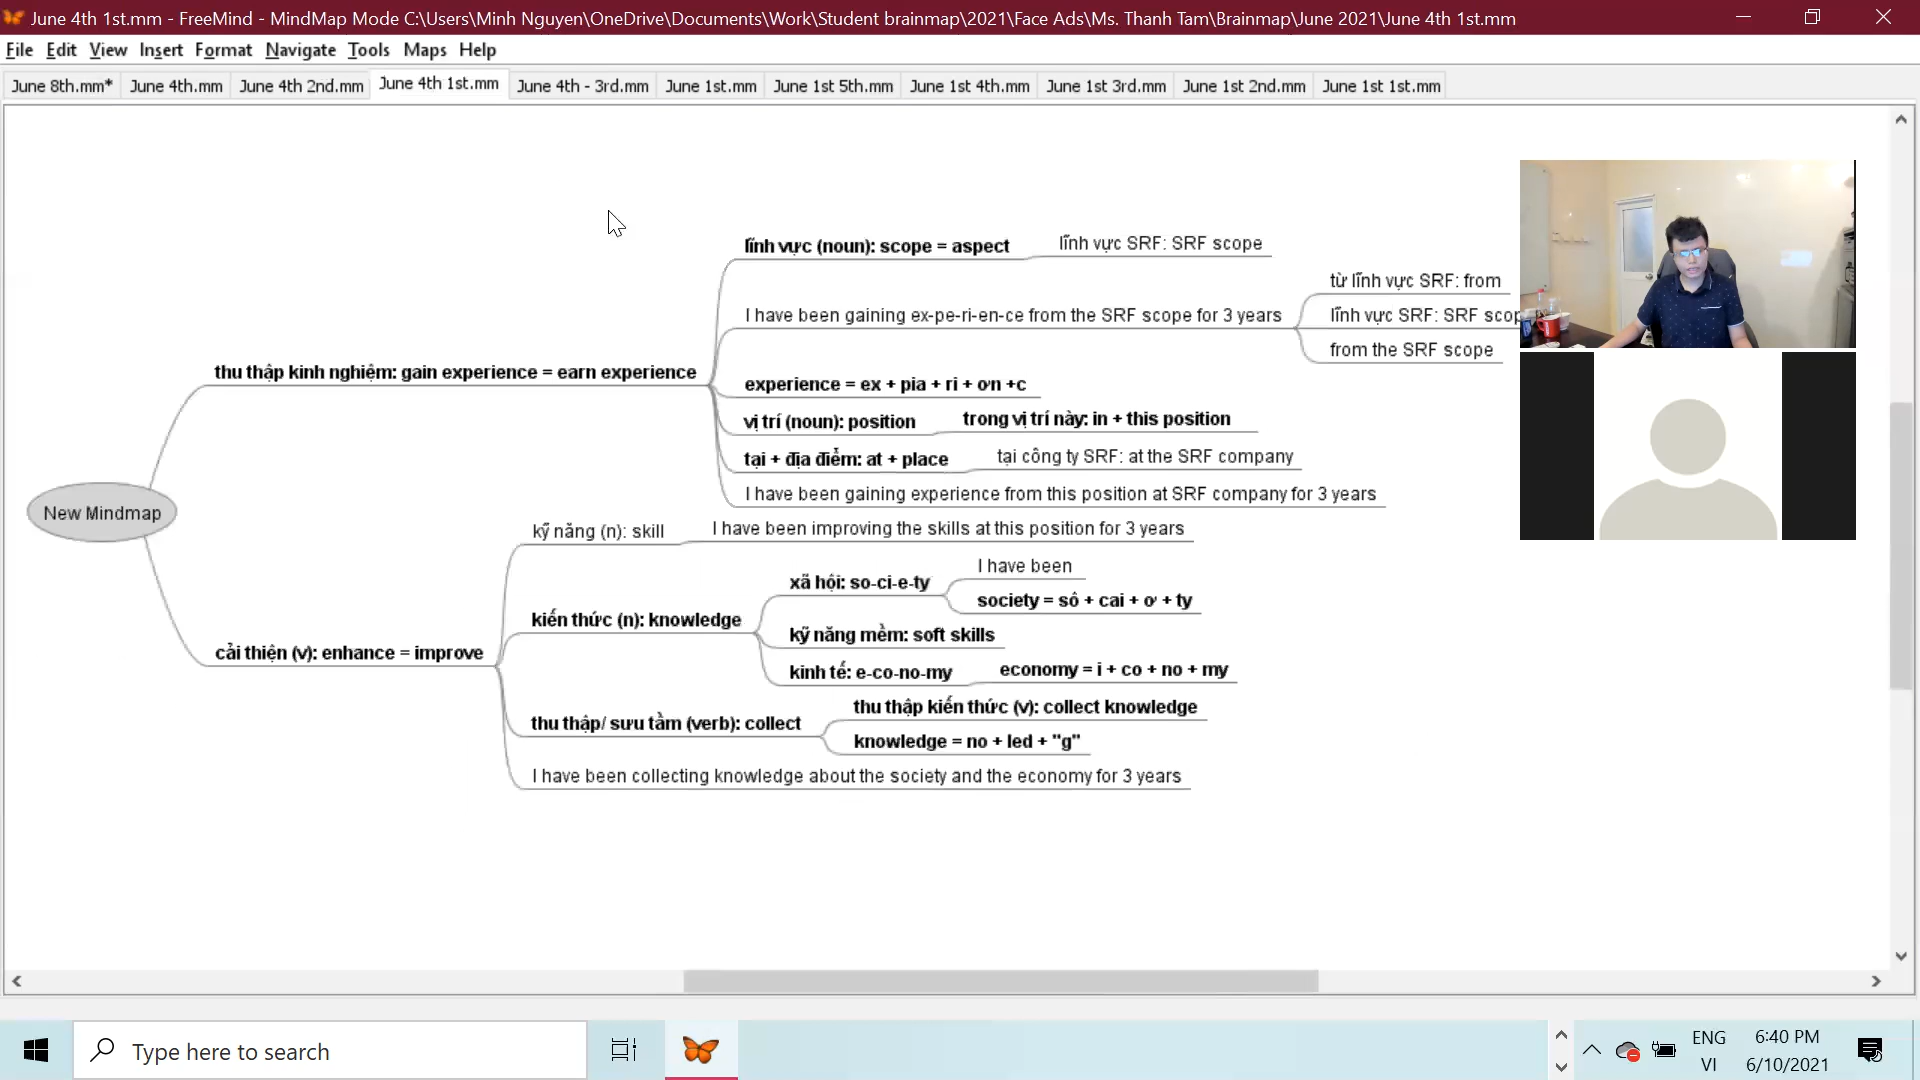 June 4th 1st.mm - FreeMind - MindMap Mode C:\Users\Minh Nguyen\OneDrive\Documents\Work\Student brainmap\2021\Face Ads\Ms. Thanh Tam\Brainmap\June 2021\June 4th 1st.mm
File Edit View Insert Format Navigate Tools Maps Help
June 8th.mm* June 4th.mm June 4th 2nd.mm June 4th 1st.mm June 4th - 3rd.mm June 1st.mm June 1st 5th.mm June 1st 4th.mm June 1st 3rd.mm June 1st 2nd.mm June 1st 1st.mm
New Mindmap
thu thập kinh nghiệm: gain experience = earn experience
lĩnh vực (noun): scope = aspect
lĩnh vực SRF: SRF scope
I have been gaining ex-pe-ri-en-ce from the SRF scope for 3 years
từ lĩnh vực SRF: from
lĩnh vực SRF: SRF scop
from the SRF scope
experience = ex + pia + ri + ơn +c
vị trí (noun): position
trong vị trí này: in + this position
tại + địa điểm: at + place
tại công ty SRF: at the SRF company
I have been gaining experience from this position at SRF company for 3 years
cải thiện (v): enhance = improve
kỹ năng (n): skill
I have been improving the skills at this position for 3 years
kiến thức (n): knowledge
xã hội: so-ci-e-ty
I have been
society = sô + cai + ơ + ty
kỹ năng mềm: soft skills
kinh tế: e-co-no-my
economy = i + co + no + my
thu thập/ sưu tầm (verb): collect
thu thập kiến thức (v): collect knowledge
knowledge = no + led + "g"
I have been collecting knowledge about the society and the economy for 3 years
Type here to search
ENG
VI
6:40 PM
6/10/2021